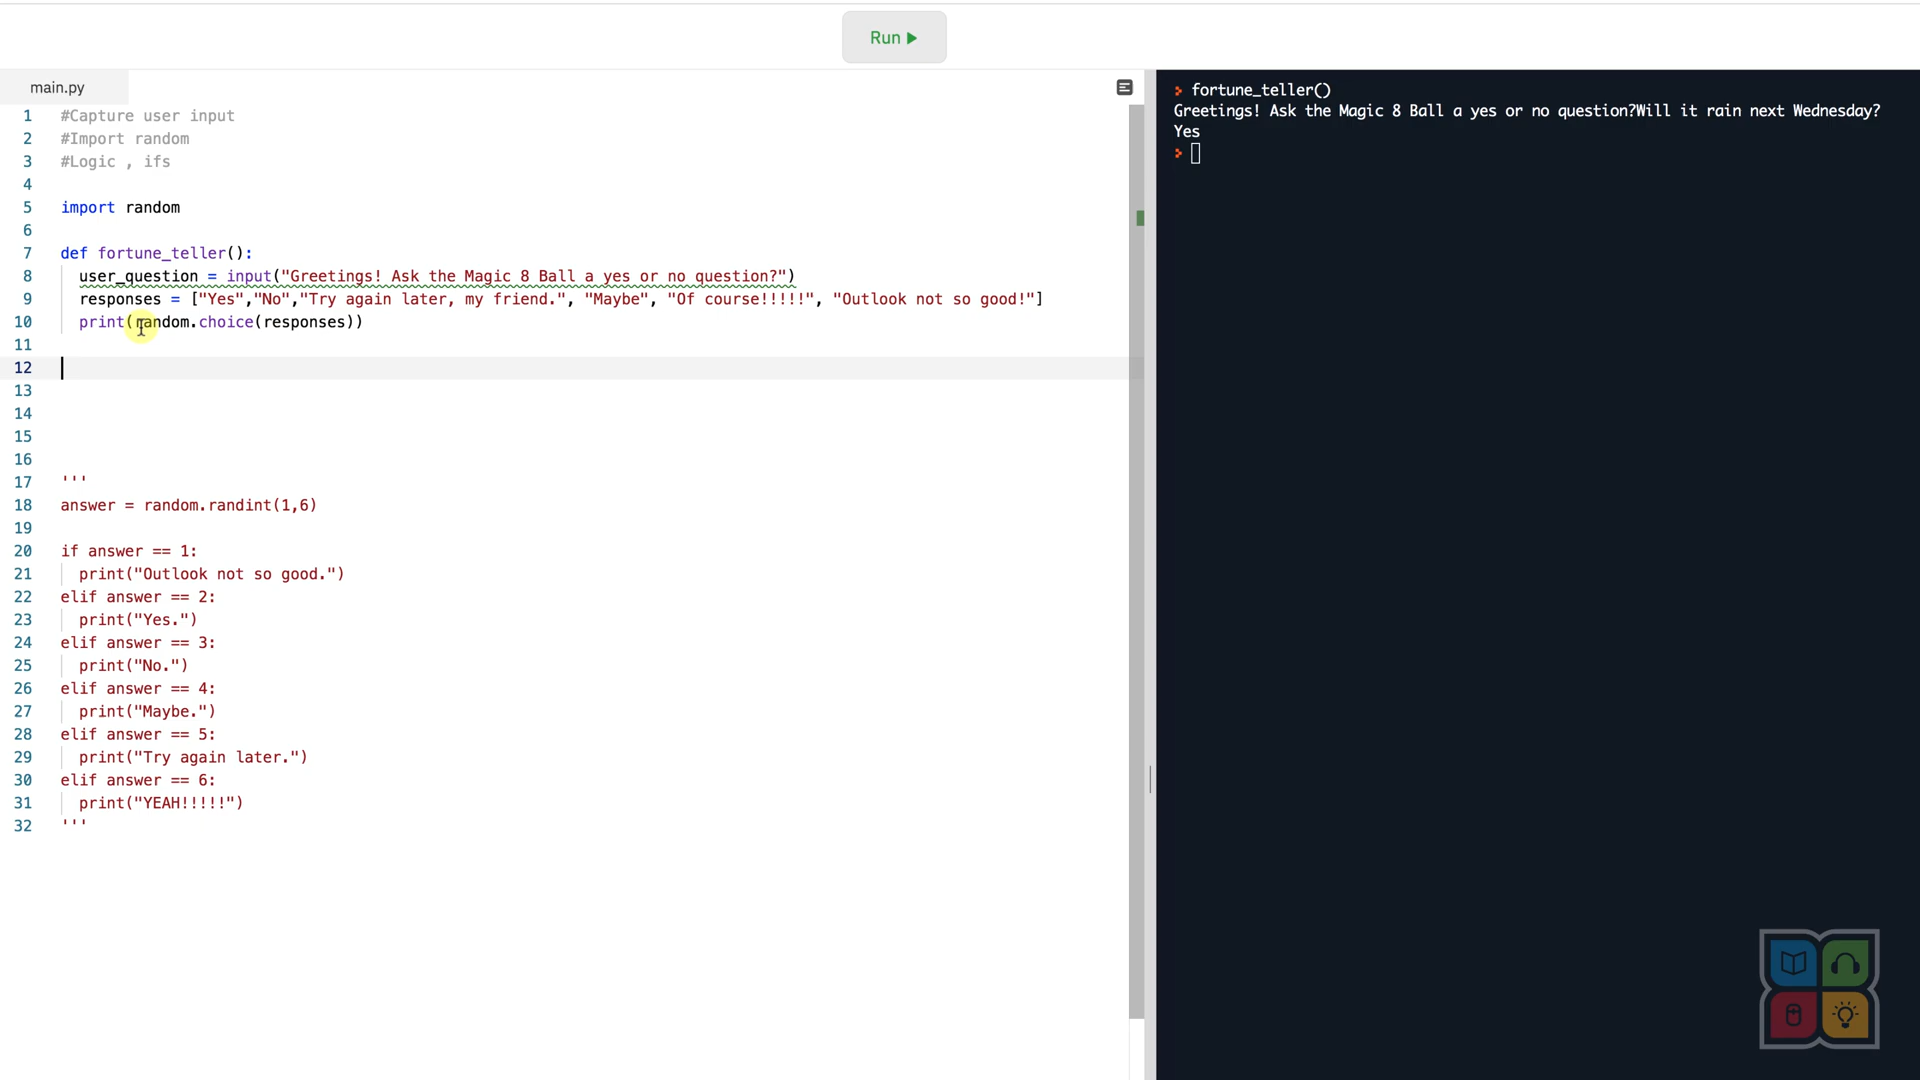 Run
main.py
1 #Capture user input
2 #Import random
3 #Logic , ifs
4
5 import random
6
7 def fortune_teller():
8 user_question = input("Greetings! Ask the Magic 8 Ball a yes or no question?")
9 responses = ["Yes","No","Try again later, my friend.", "Maybe", "Of course!!!!!", "Outlook not so good!"]
10 print(random.choice(responses))
11
12
13
14
15
16
17 '''
18 answer = random.randint(1,6)
19
20 if answer == 1:
21 print("Outlook not so good.")
22 elif answer == 2:
23 print("Yes.")
24 elif answer == 3:
25 print("No.")
26 elif answer == 4:
27 print("Maybe.")
28 elif answer == 5:
29 print("Try again later.")
30 elif answer == 6:
31 print("YEAH!!!!!")
32 '''
> fortune_teller()
Greetings! Ask the Magic 8 Ball a yes or no question?Will it rain next Wednesday?
Yes
>